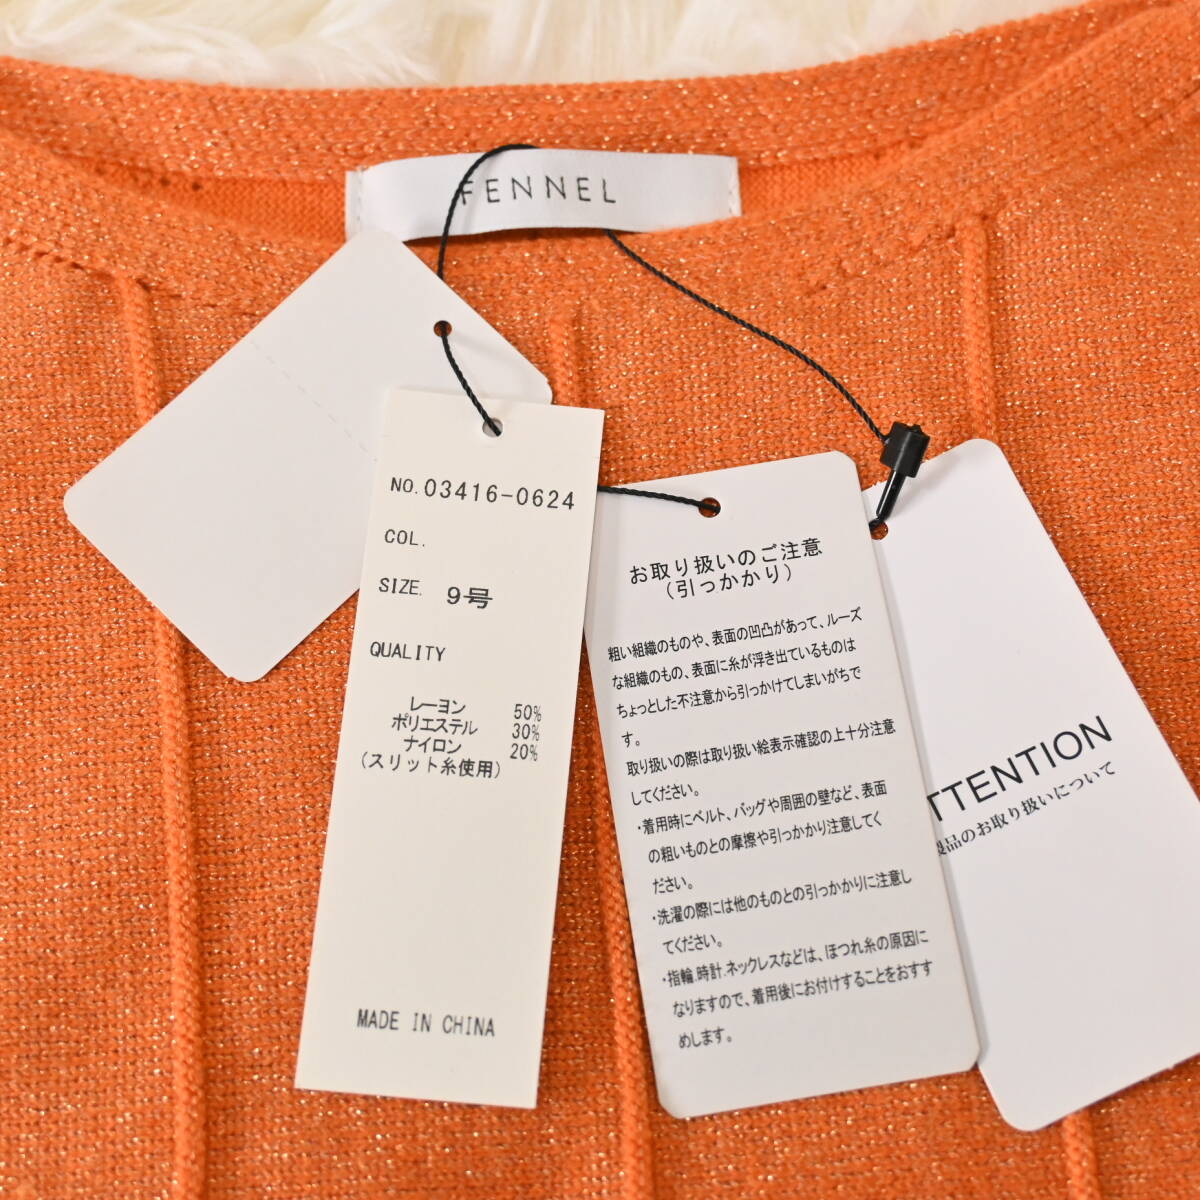 FENNEL
NO. 03416-0624
COL.
SIZE. 9号
QUALITY
レーヨン 50%
ポリエステル 30%
ナイロン 20%
(スリット糸使用)
MADE IN CHINA
お取り扱いのご注意
(引っかかり)
粗い組織のものや、表面の凹凸があって、ルーズ
な組織のもの、表面に糸が浮き出ているものは
ちょっとした不注意から引っかけてしまいがちで
す。
取り扱いの際は取り扱い絵表示確認の上十分注意
してください。
・着用時にベルト、バッグや周囲の壁など、表面
の粗いものとの摩擦や引っかかり注意してく
ださい。
・洗濯の際には他のものとの引っかかりに注意し
てください。
・指輪.時計.ネックレスなどは、ほつれ糸の原因に
なりますので、着用後にお付けすることをおすす
めします。
TTENTION
製品のお取り扱いについて